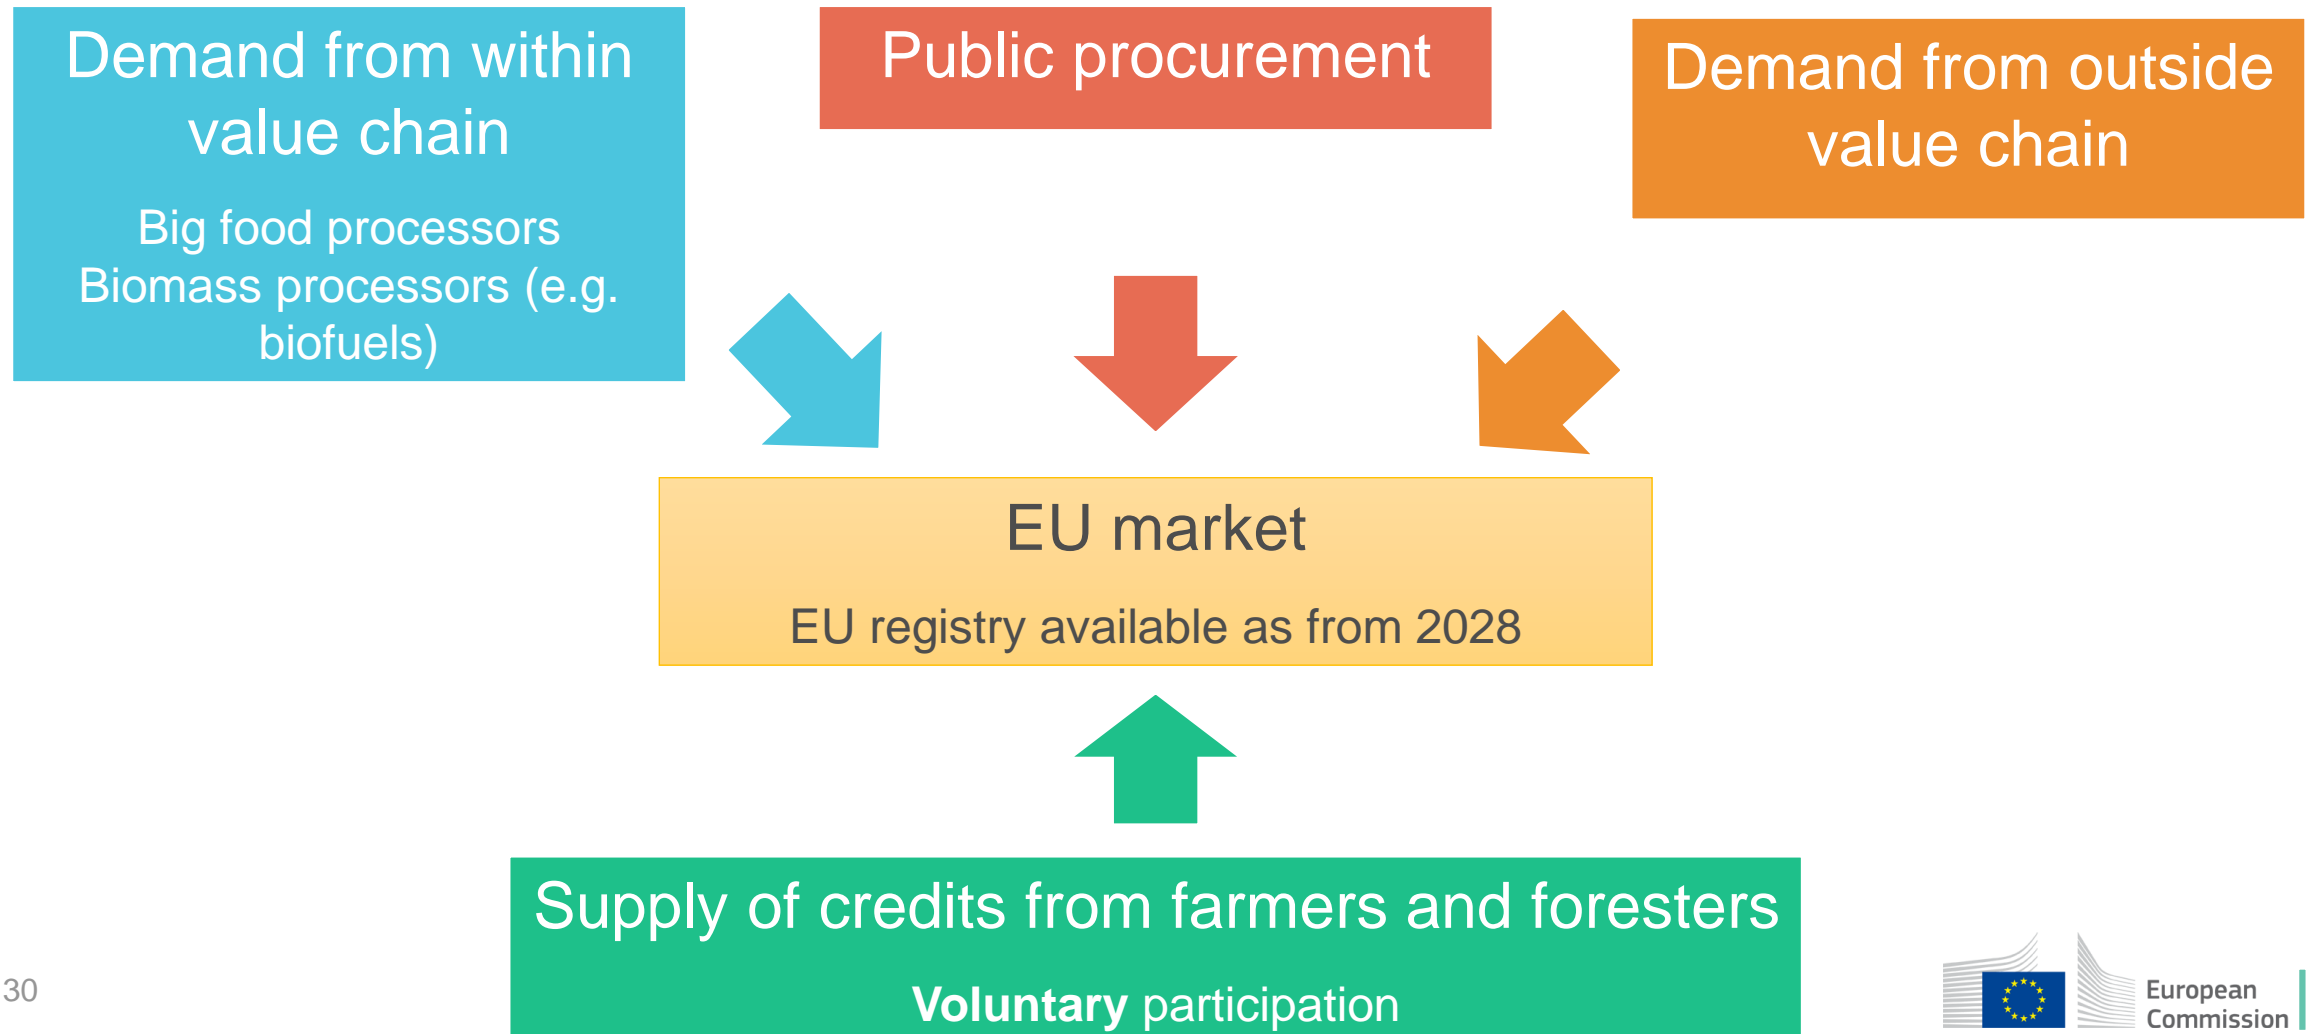 Demand from within
value chain
Big food processors
Biomass processors (e.g.
biofuels)
Public procurement
Demand from outside
value chain
EU market
EU registry available as from 2028
Supply of credits from farmers and foresters
Voluntary participation
30
European
Commission